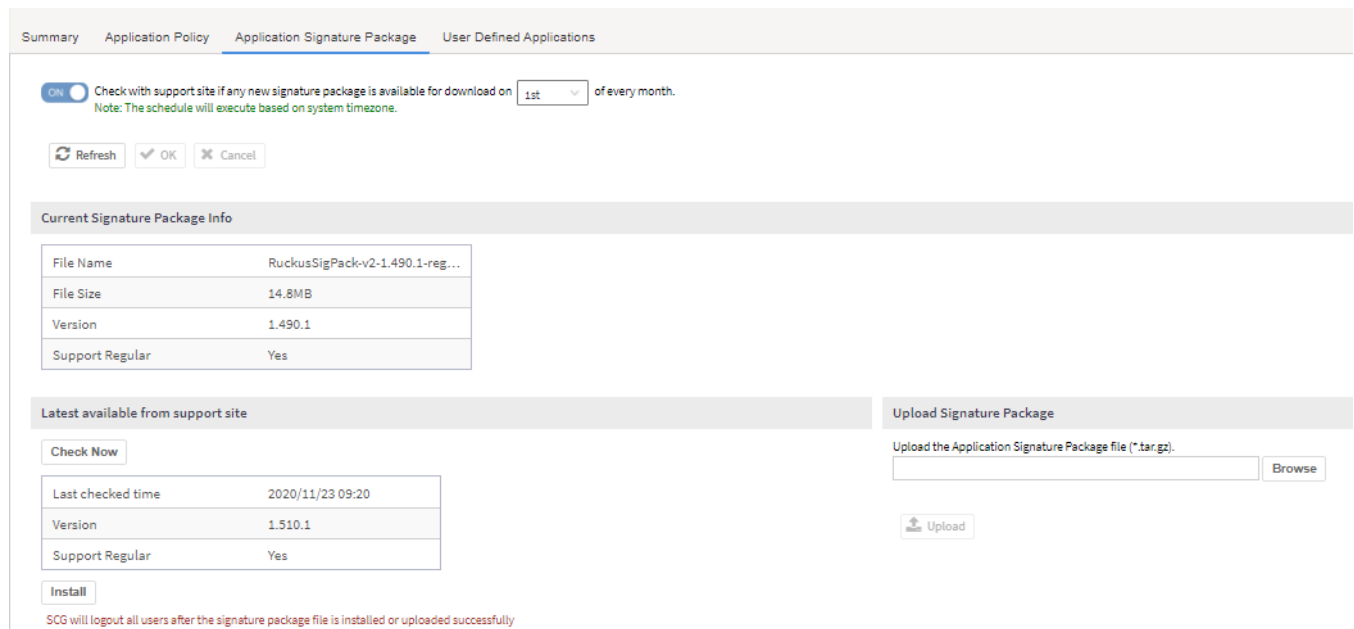 Summary Application Policy Application Signature Package User Defined Applications
ON Check with support site if any new signature package is available for download on 1st of every month.
Note: The schedule will execute based on system timezone.
Refresh OK Cancel
Current Signature Package Info
File Name RuckusSigPack-v2-1.490.1-reg...
File Size 14.8MB
Version 1.490.1
Support Regular Yes
Latest available from support site
Check Now
Last checked time 2020/11/23 09:20
Version 1.510.1
Support Regular Yes
Install
SCG will logout all users after the signature package file is installed or uploaded successfully
Upload Signature Package
Upload the Application Signature Package file (*.tar.gz).
Browse
Upload